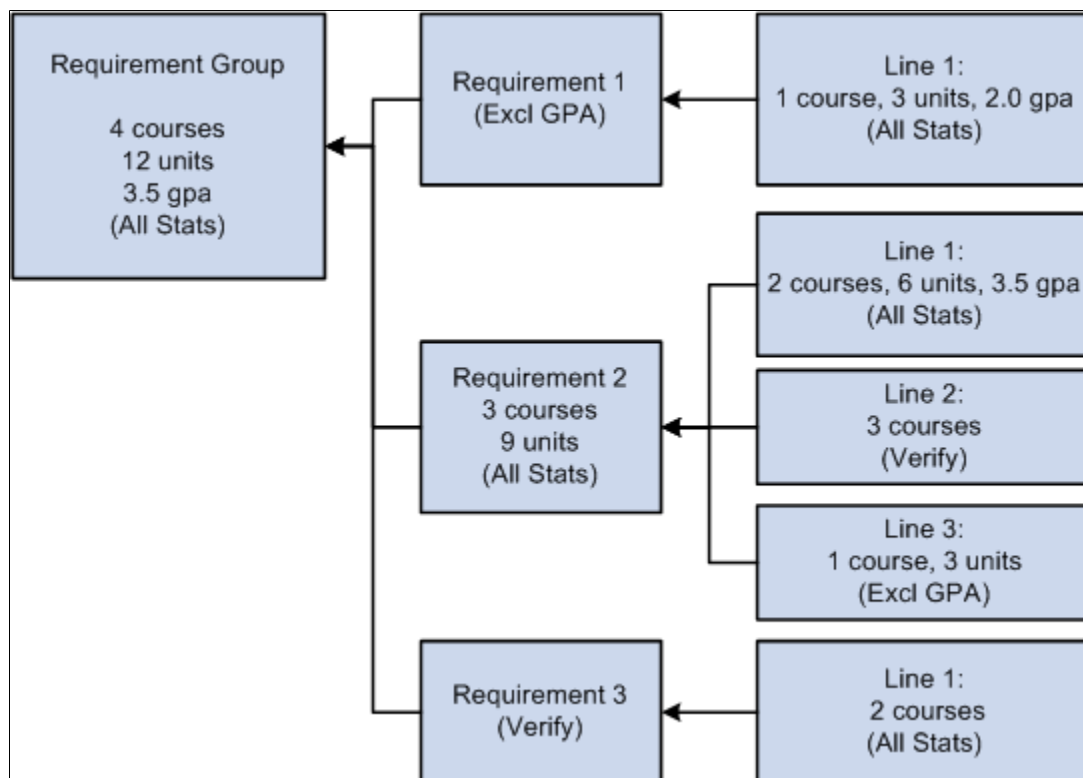 Requirement Group
4 courses
12 units
3.5 gpa
(All Stats)
Requirement 1
(Excl GPA)
Line 1:
1 course, 3 units, 2.0 gpa
(All Stats)
Requirement 2
3 courses
9 units
(All Stats)
Line 1:
2 courses, 6 units, 3.5 gpa
(All Stats)
Line 2:
3 courses
(Verify)
Line 3:
1 course, 3 units
(Excl GPA)
Requirement 3
(Verify)
Line 1:
2 courses
(All Stats)